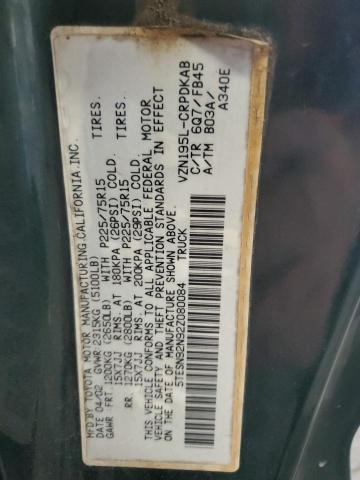 MFD BY TOYOTA MOTOR MANUFACTURING CALIFORNIA, INC.
DATE 04/02 GVWR 2315KG (5100LB)
GAWR FRT 1200KG (2650LB) WITH P225/75R15 TIRES.
15X7JJ RIMS. AT 180KPA (26PSI) COLD.
RR. 1270KG (2800LB) WITH P225/75R15 TIRES.
15X7JJ RIMS. AT 200KPA (29PSI) COLD.
THIS VEHICLE CONFORMS TO ALL APPLICABLE FEDERAL MOTOR
VEHICLE SAFETY STANDARDS AND THEFT PREVENTION STANDARDS IN EFFECT
ON THE DATE OF MANUFACTURE SHOWN ABOVE.
5TESN92N92Z080084 TRUCK
VZN195L-CRPDKAB
C/TR 6Q7/FB45
A/TM B03A/
A340E